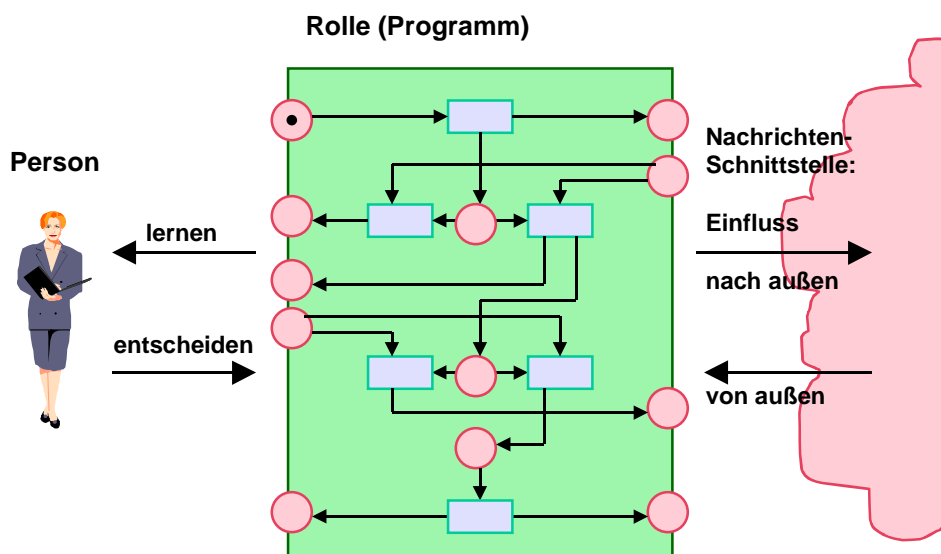 Rolle (Programm)
Person
lernen
entscheiden
Nachrichten-
Schnittstelle:
Einfluss
nach außen
von außen